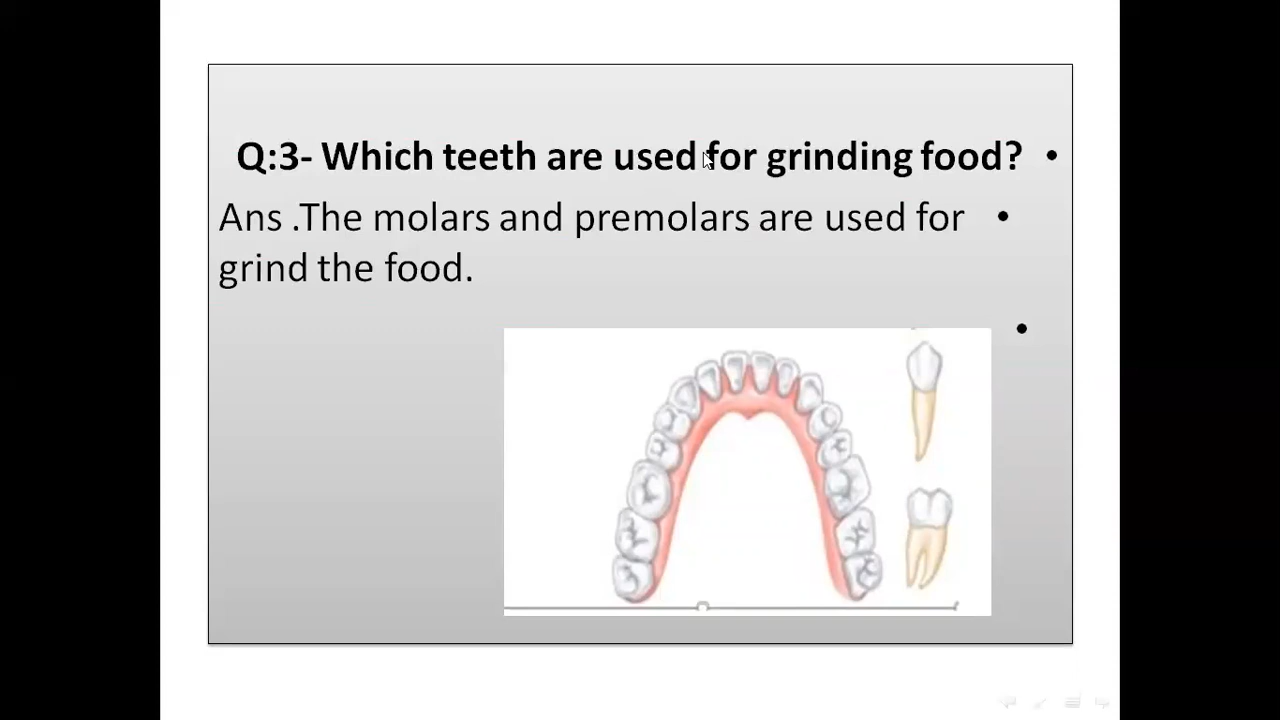 Q:3- Which teeth are used for grinding food?
Ans .The molars and premolars are used for
grind the food.